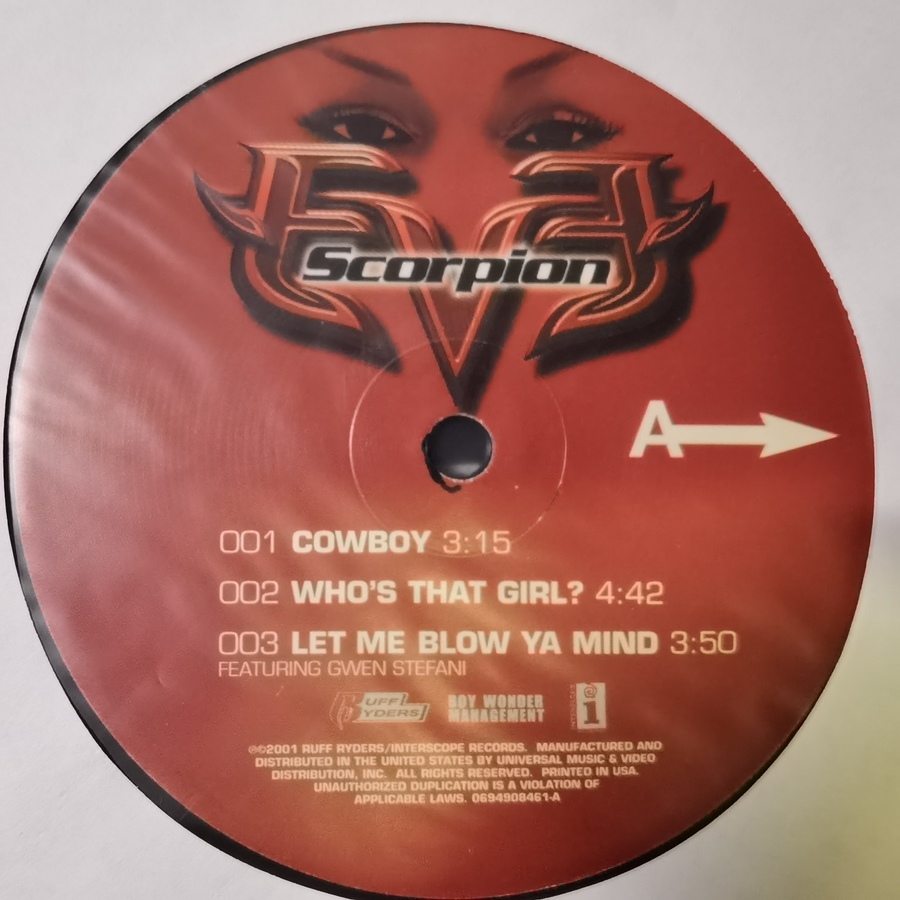 EVE
Scorpion
A
001 COWBOY 3:15
002 WHO'S THAT GIRL? 4:42
003 LET ME BLOW YA MIND 3:50
FEATURING GWEN STEFANI
RUFF RYDERS
BOY WONDER
MANAGEMENT
INTERSCOPE
i
℗©2001 RUFF RYDERS/INTERSCOPE RECORDS. MANUFACTURED AND
DISTRIBUTED IN THE UNITED STATES BY UNIVERSAL MUSIC & VIDEO
DISTRIBUTION, INC. ALL RIGHTS RESERVED. PRINTED IN USA.
UNAUTHORIZED DUPLICATION IS A VIOLATION OF
APPLICABLE LAWS. 0694908461-A